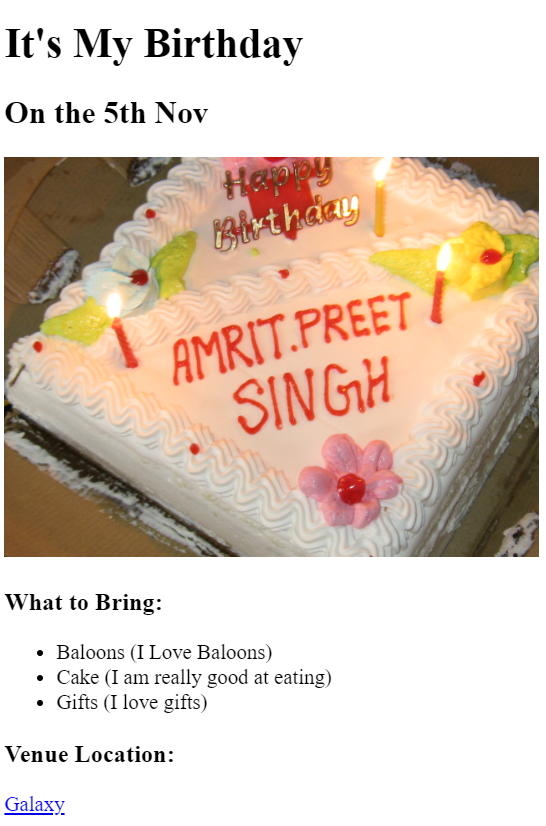 It's My Birthday
On the 5th Nov
Happy
Birthday
AMRIT.PREET
SINGH
What to Bring:
Baloons (I Love Baloons)
Cake (I am really good at eating)
Gifts (I love gifts)
Venue Location:
Galaxy